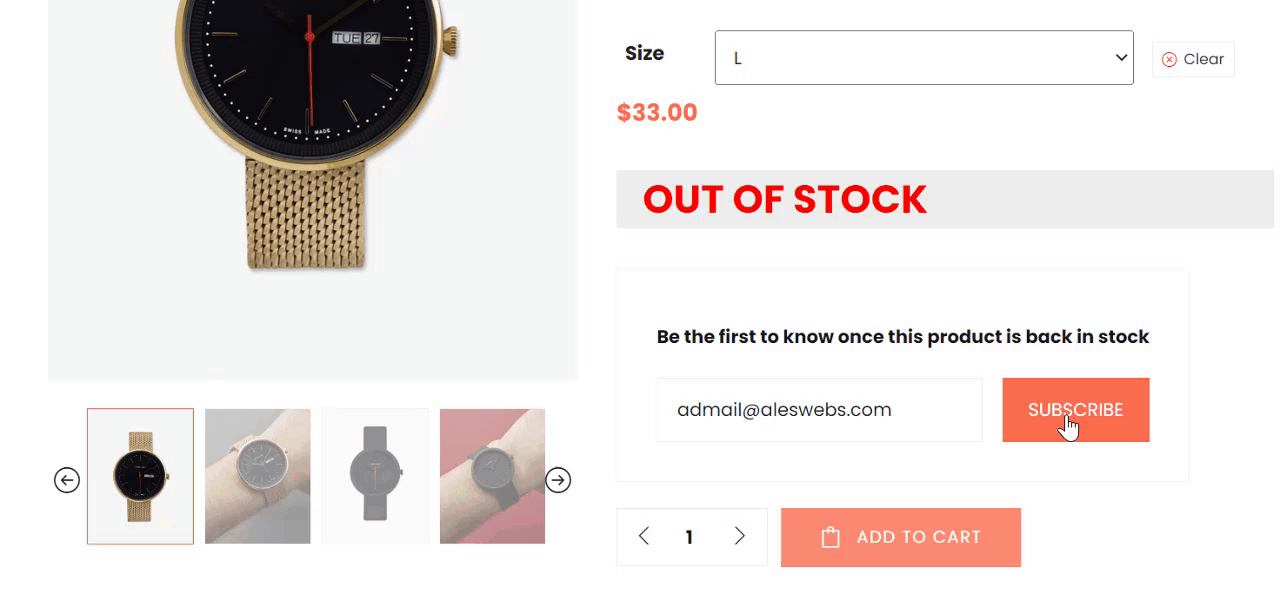 TUE 27
SWISS MADE
Size
L
Clear
$33.00
OUT OF STOCK
Be the first to know once this product is back in stock
admail@aleswebs.com
SUBSCRIBE
1
ADD TO CART